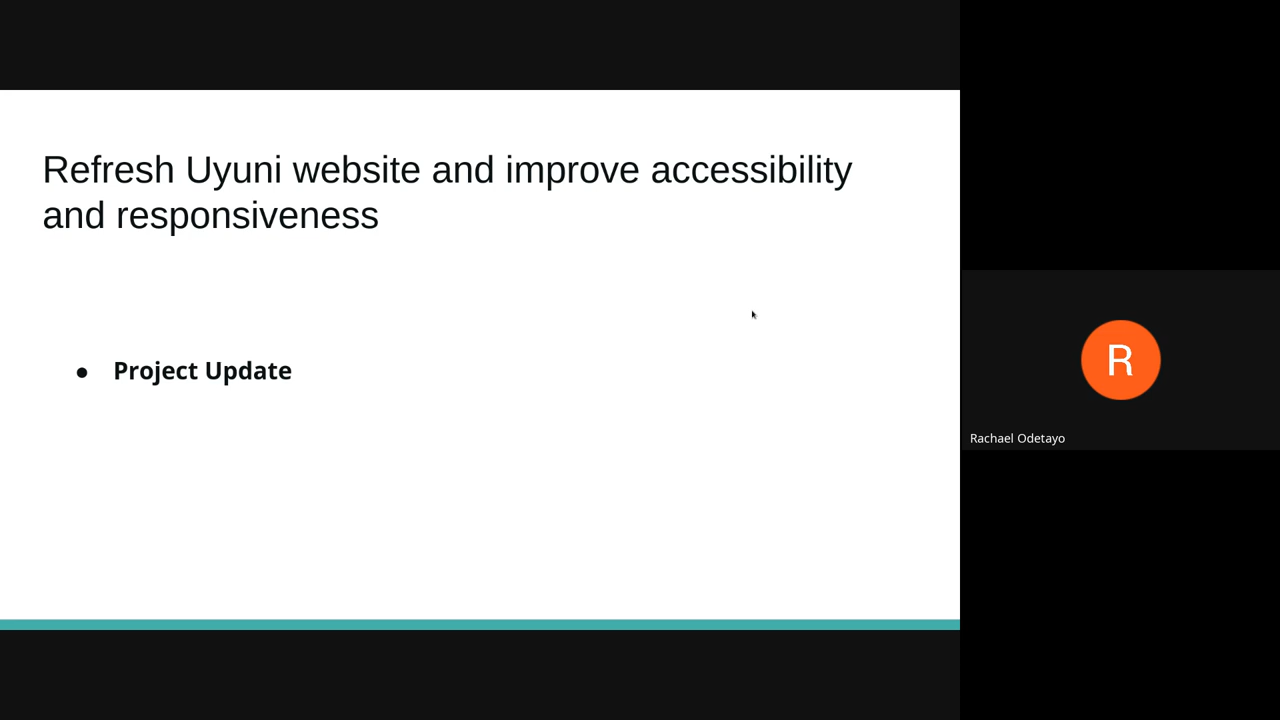 Refresh Uyuni website and improve accessibility
and responsiveness
● Project Update
R
Rachael Odetayo